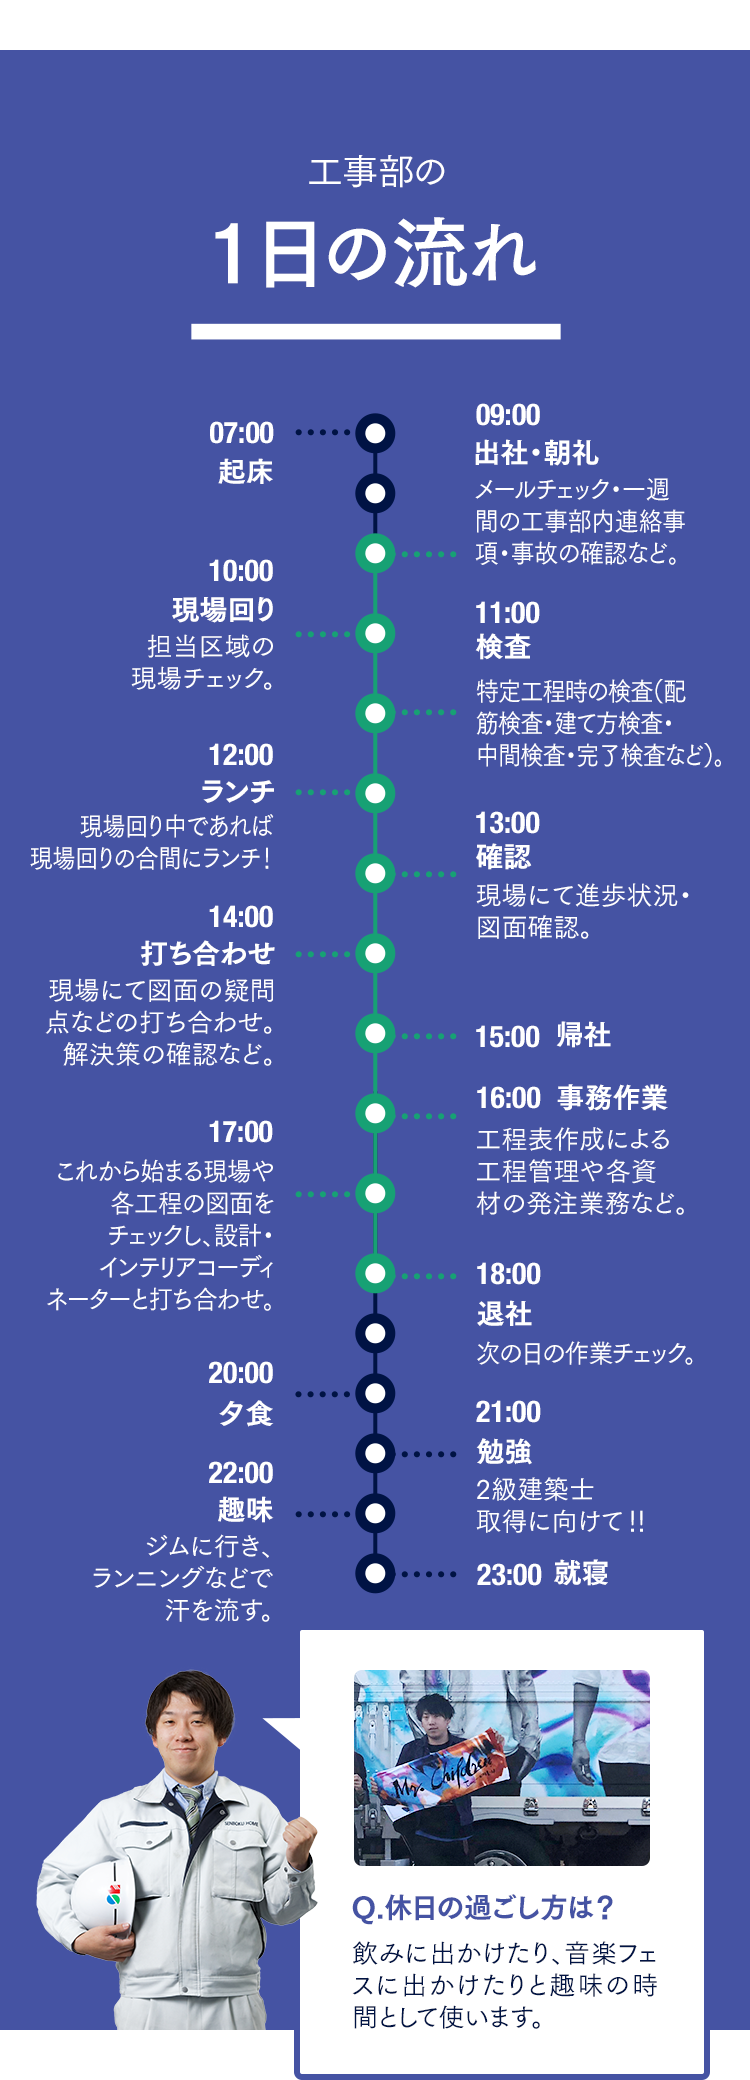 工事部の
1日の流れ
07:00
起床
09:00
出社・朝礼
メールチェック・一週
間の工事部内連絡事
項・事故の確認など。
10:00
現場回り
担当区域の
現場チェック。
11:00
検査
特定工程時の検査（配
筋検査・建て方検査・
中間検査・完了検査など）。
12:00
ランチ
現場回り中であれば
現場回りの合間にランチ！
13:00
確認
現場にて進歩状況・
図面確認。
14:00
打ち合わせ
現場にて図面の疑問
点などの打ち合わせ。
解決策の確認など。
15:00 帰社
16:00 事務作業
工程表作成による
工程管理や各資
材の発注業務など。
17:00
これから始まる現場や
各工程の図面を
チェックし、設計・
インテリアコーディ
ネーターと打ち合わせ。
18:00
退社
次の日の作業チェック。
20:00
夕食
21:00
勉強
2級建築士
取得に向けて！！
22:00
趣味
ジムに行き、
ランニングなどで
汗を流す。
23:00 就寝
SENBOKU HOME
Mr. Children
Q.休日の過ごし方は？
飲みに出かけたり、音楽フェ
スに出かけたりと趣味の時
間として使います。